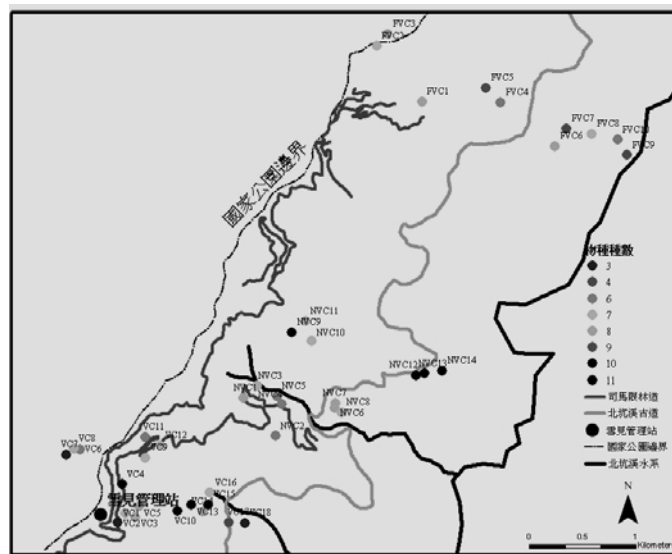 FVC3
FVC2
FVC1
FVC5
FVC4
FVC7
FVC8
FVC10
FVC6
FVC9
國家公園邊界
物種種數
3
4
6
7
8
9
10
11
司馬限林道
北坑溪古道
雪見管理站
國家公園邊界
北坑溪水系
NVC11
NVC9
NVC10
NVC12
NVC13
NVC14
NVC3
NVC1
NVC5
NVC7
NVC8
NVC6
NVC2
VC11
VC12
VC8
VC7
VC6
VC9
VC4
雪見管理站
VC16
VC15
VC1
VC5
VC2
VC3
VC10
VC13
VC18
N
0
0.5
1
Kilometers